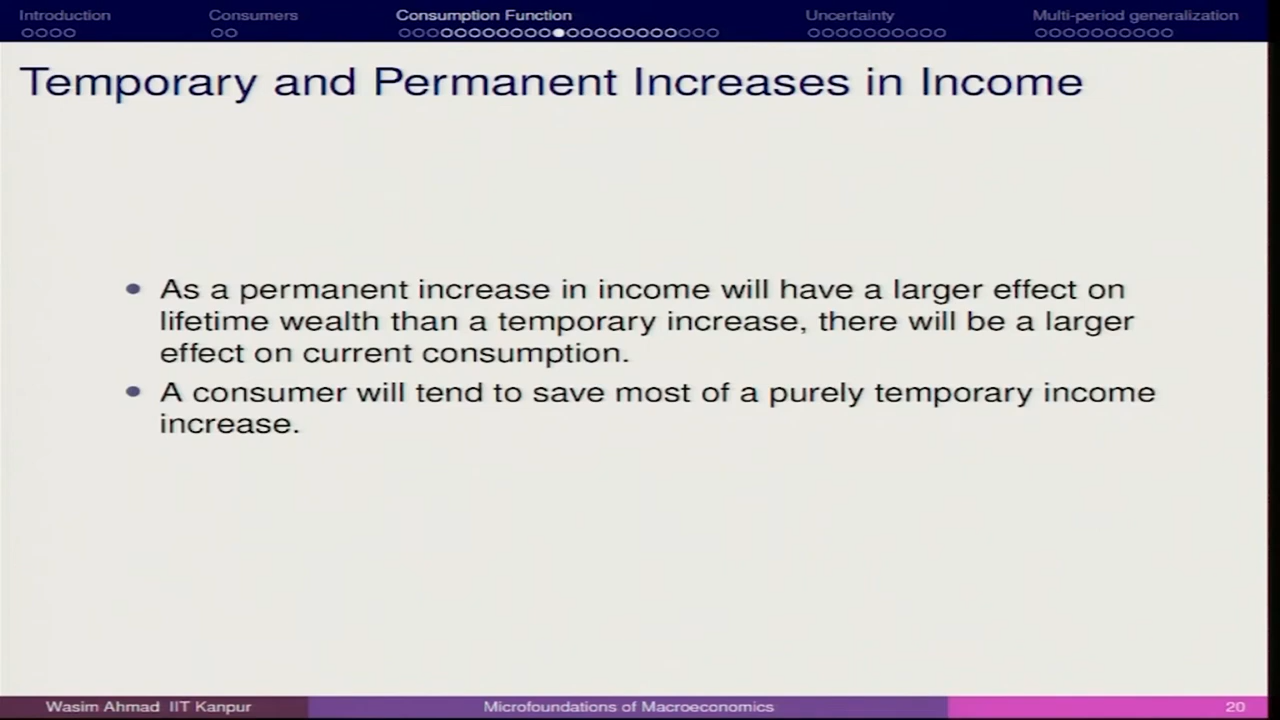 Introduction
Consumers
Consumption Function
Uncertainty
Multi-period generalization
Temporary and Permanent Increases in Income
As a permanent increase in income will have a larger effect on
lifetime wealth than a temporary increase, there will be a larger
effect on current consumption.
A consumer will tend to save most of a purely temporary income
increase.
Wasim Ahmad IIT Kanpur
Microfoundations of Macroeconomics
20